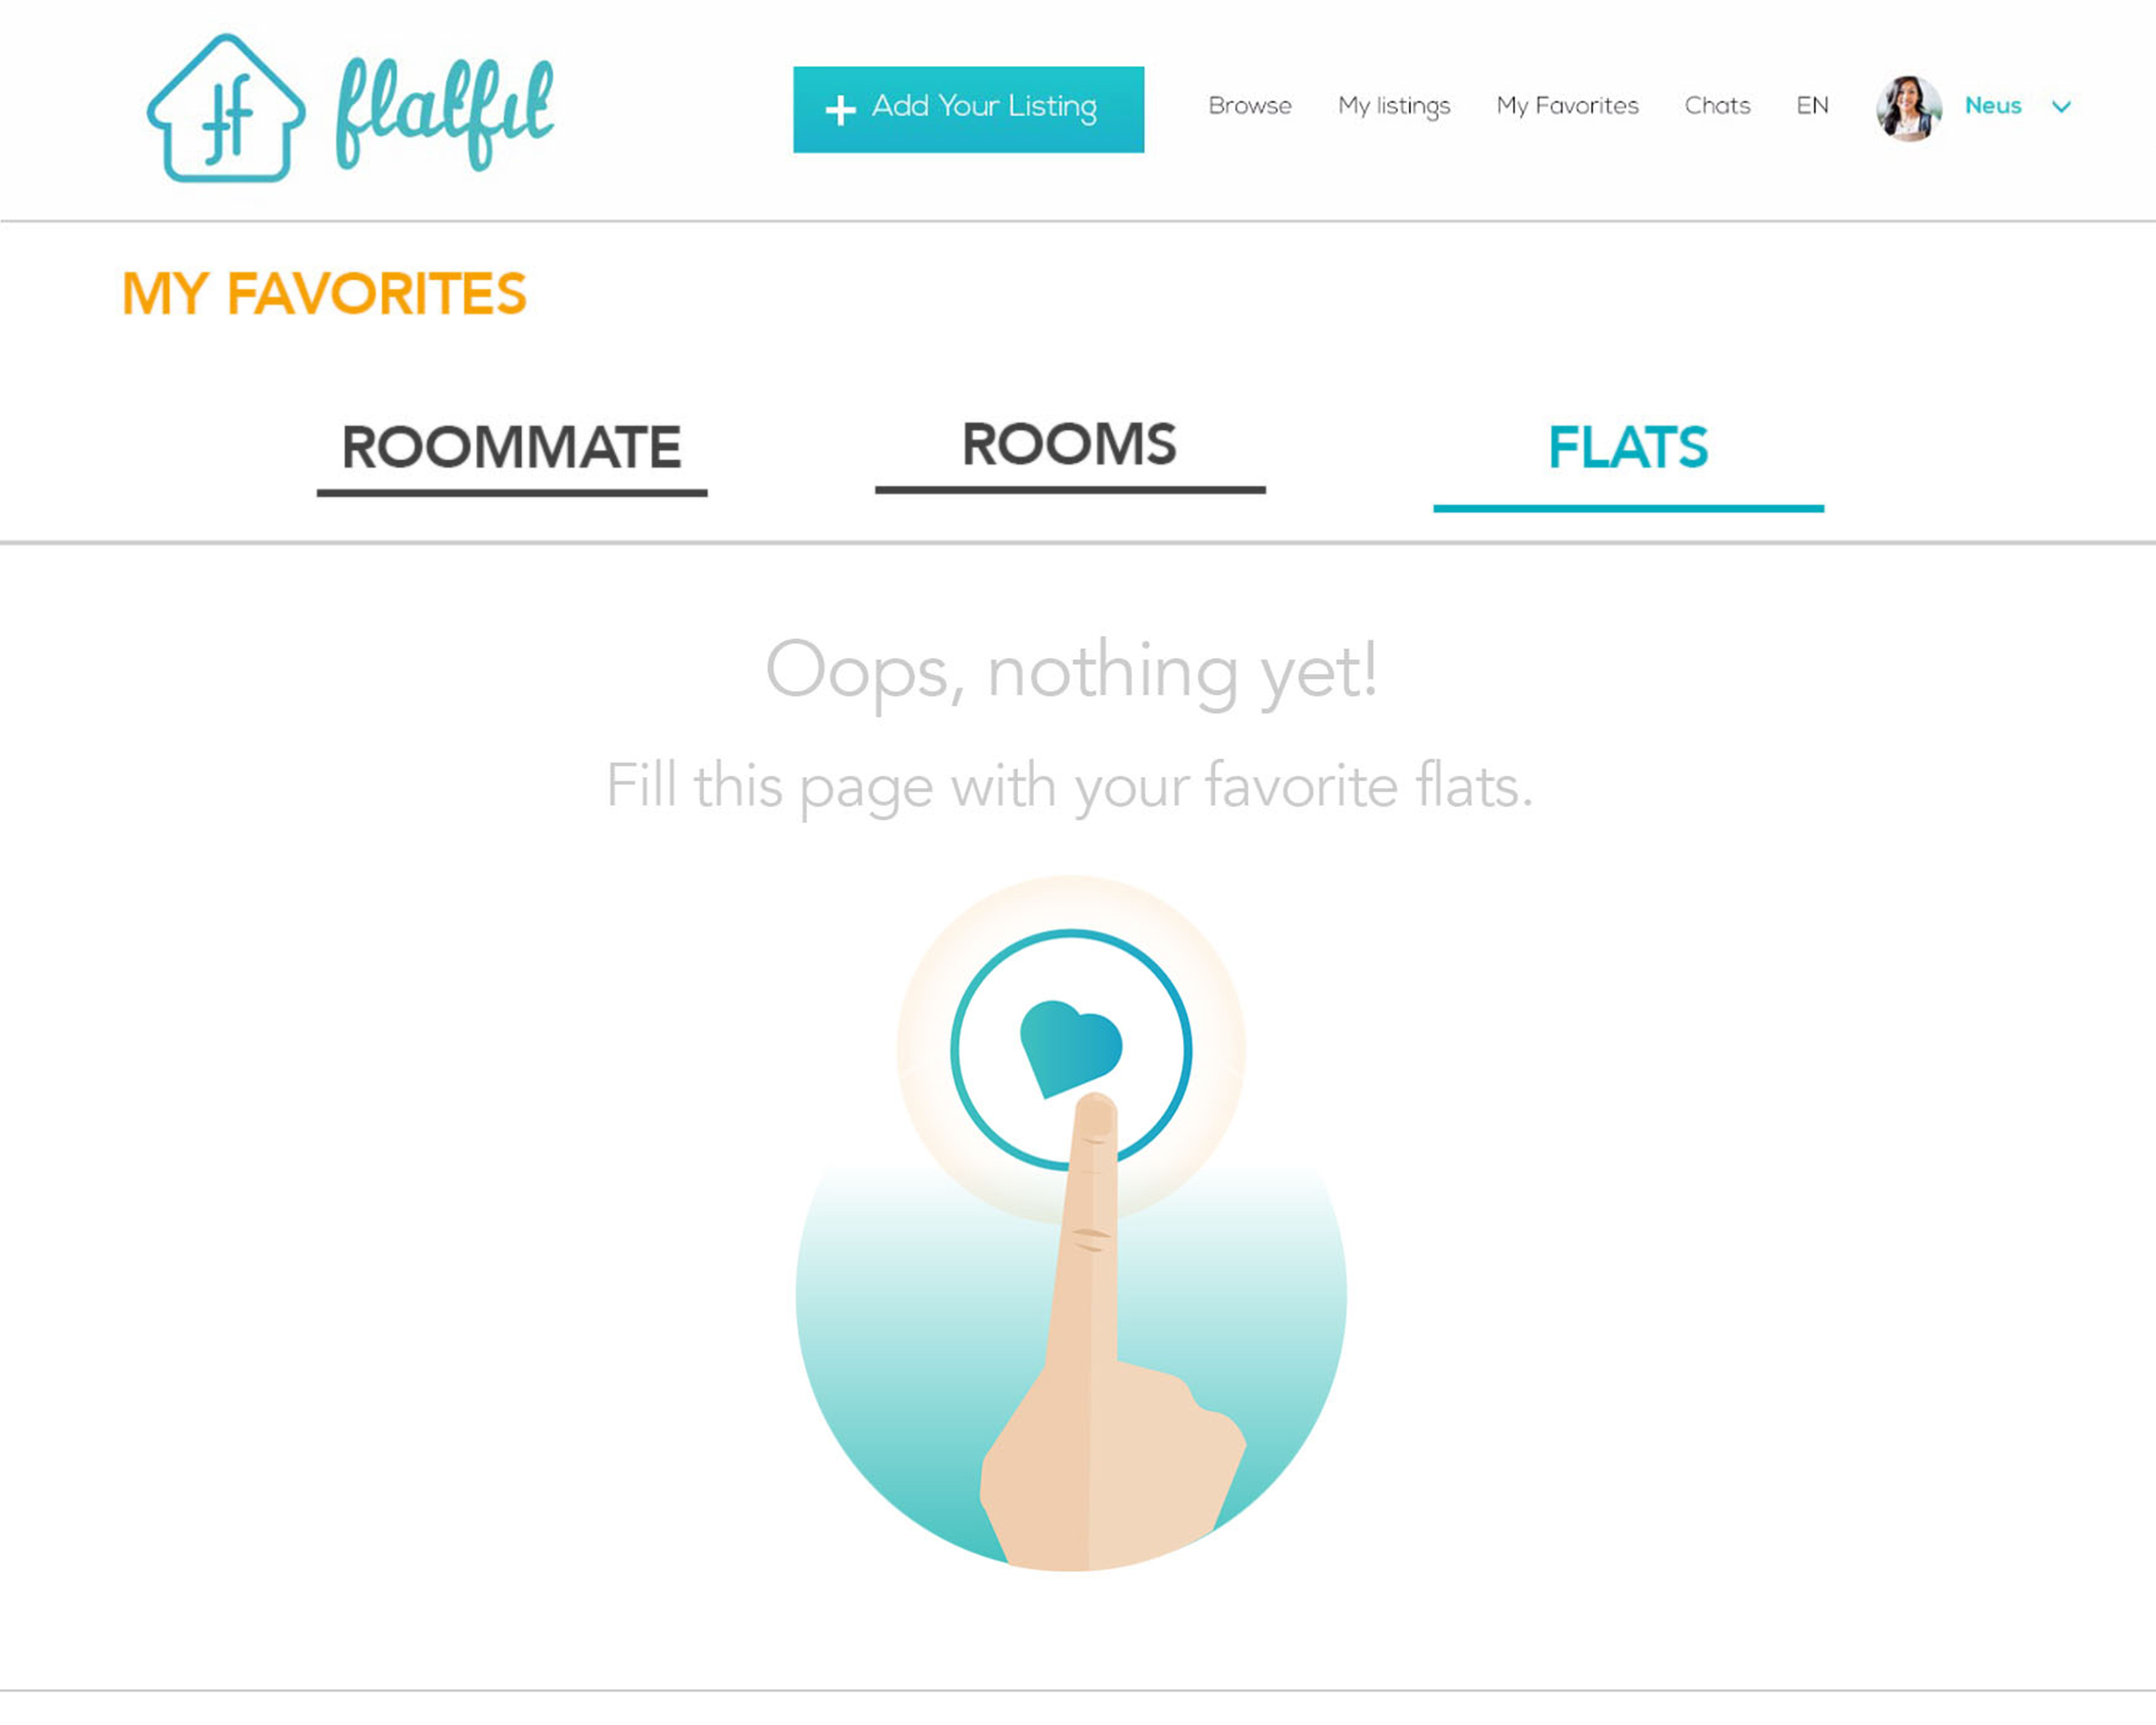 flatfit
+ Add Your Listing
Browse
My listings
My Favorites
Chats
EN
Neus
MY FAVORITES
ROOMMATE
ROOMS
FLATS
Oops, nothing yet!
Fill this page with your favorite flats.